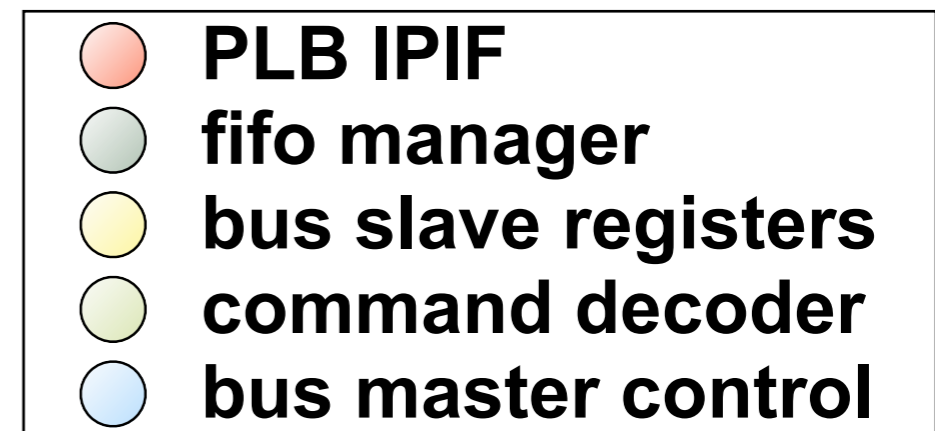 PLB IPIF
fifo manager
bus slave registers
command decoder
bus master control